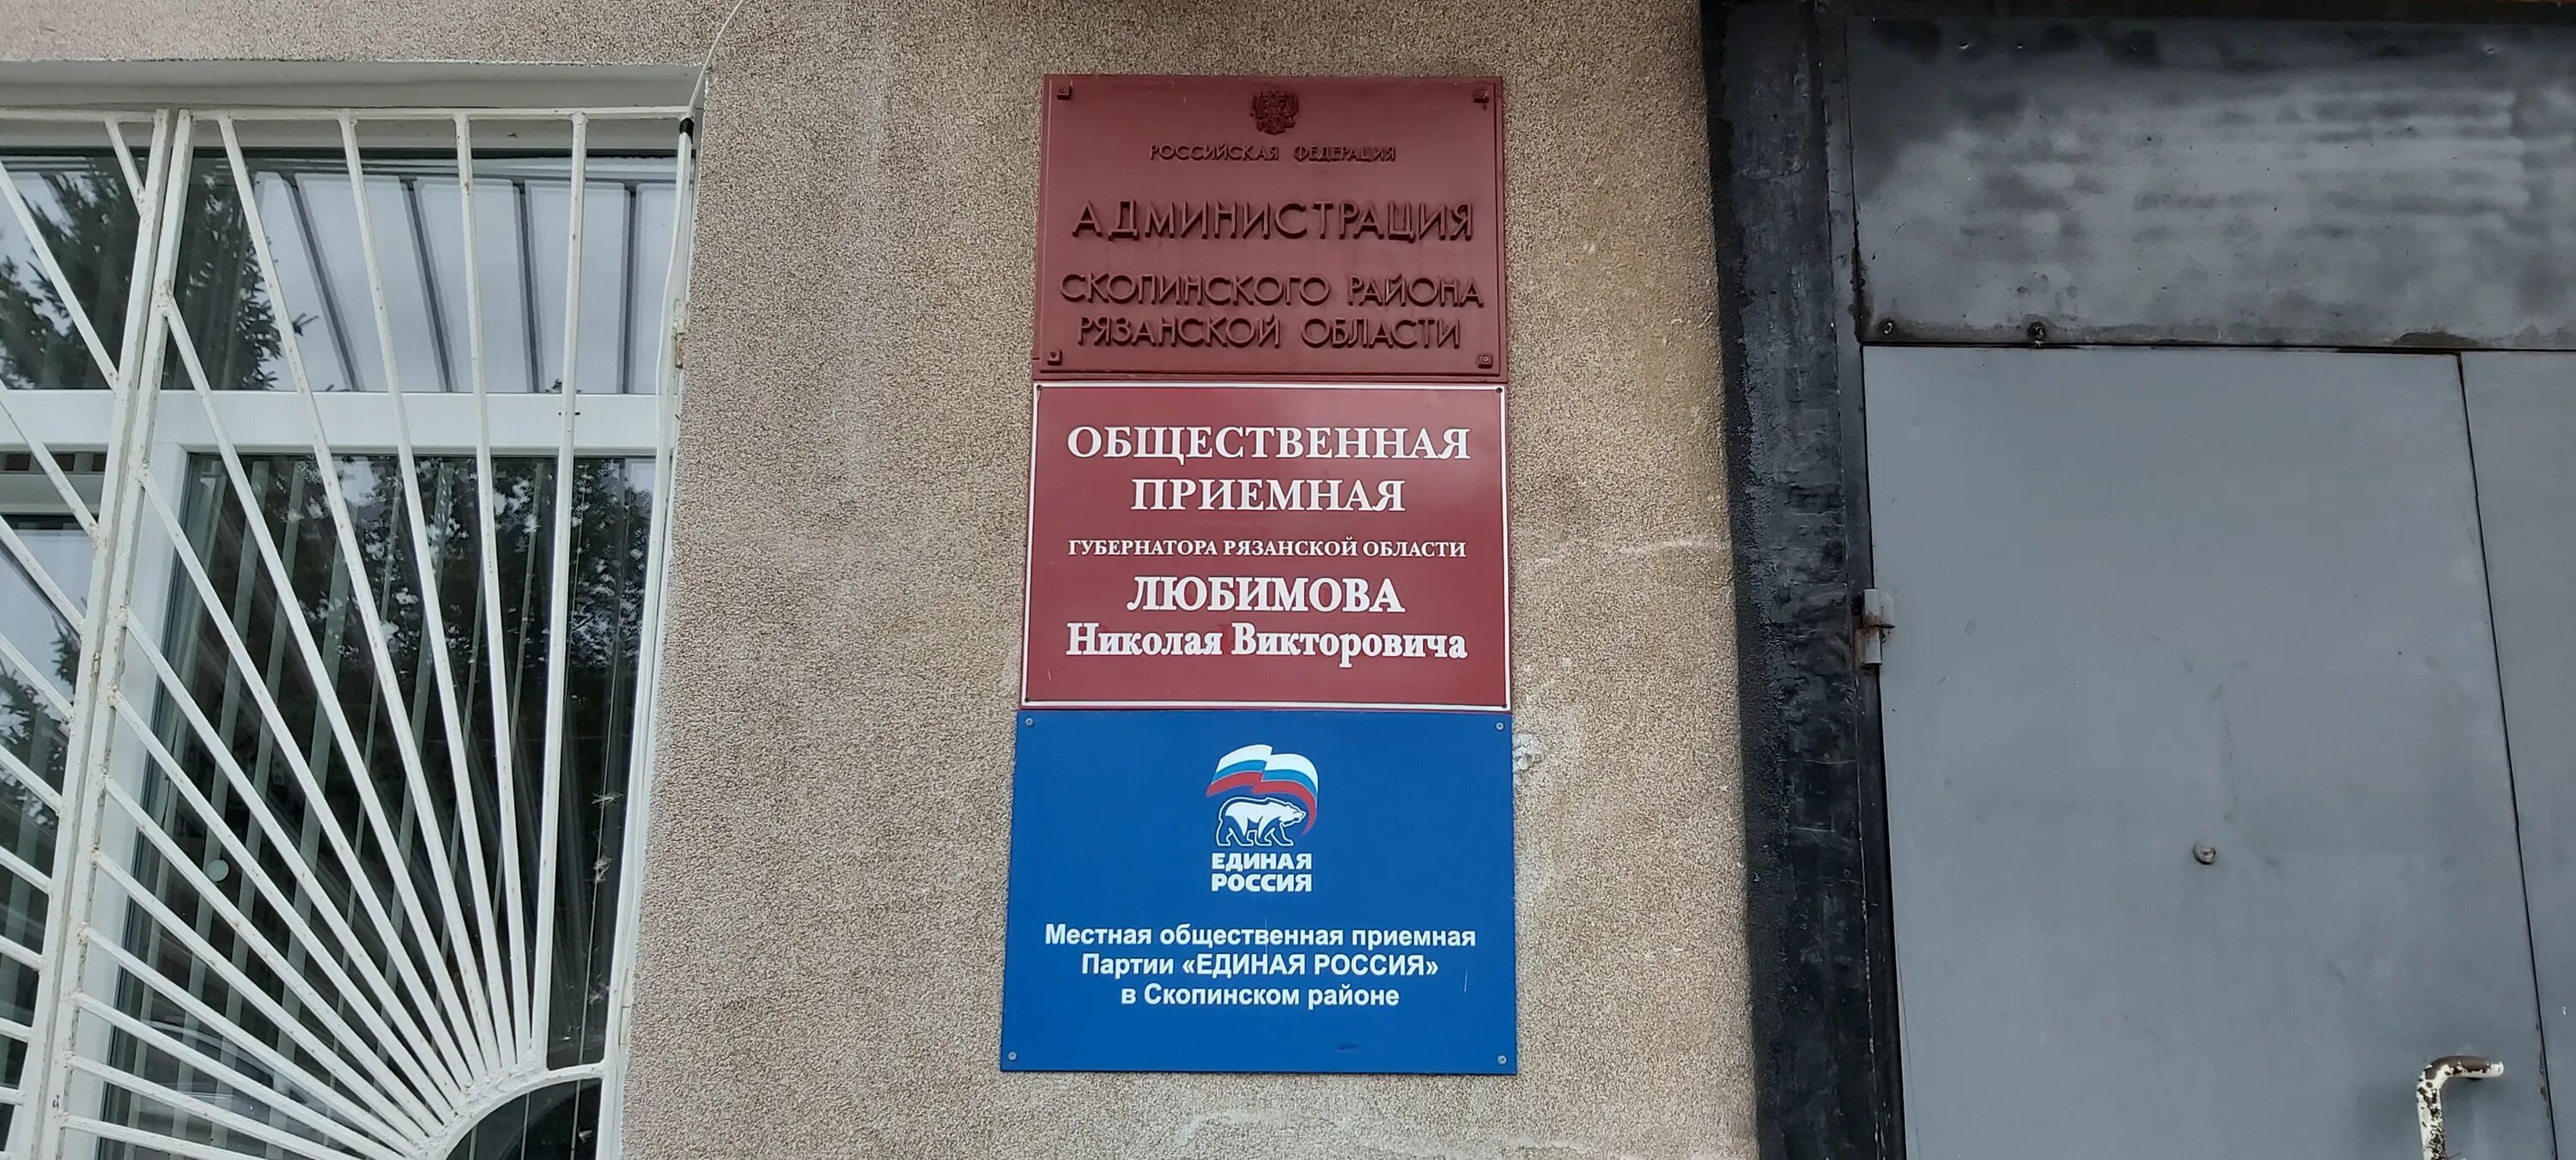 РОССИЙСКАЯ ФЕДЕРАЦИЯ
АДМИНИСТРАЦИЯ
СКОПИНСКОГО РАЙОНА
РЯЗАНСКОЙ ОБЛАСТИ
ОБЩЕСТВЕННАЯ
ПРИЕМНАЯ
ГУБЕРНАТОРА РЯЗАНСКОЙ ОБЛАСТИ
ЛЮБИМОВА
Николая Викторовича
ЕДИНАЯ
РОССИЯ
Местная общественная приемная
Партии «ЕДИНАЯ РОССИЯ»
в Скопинском районе